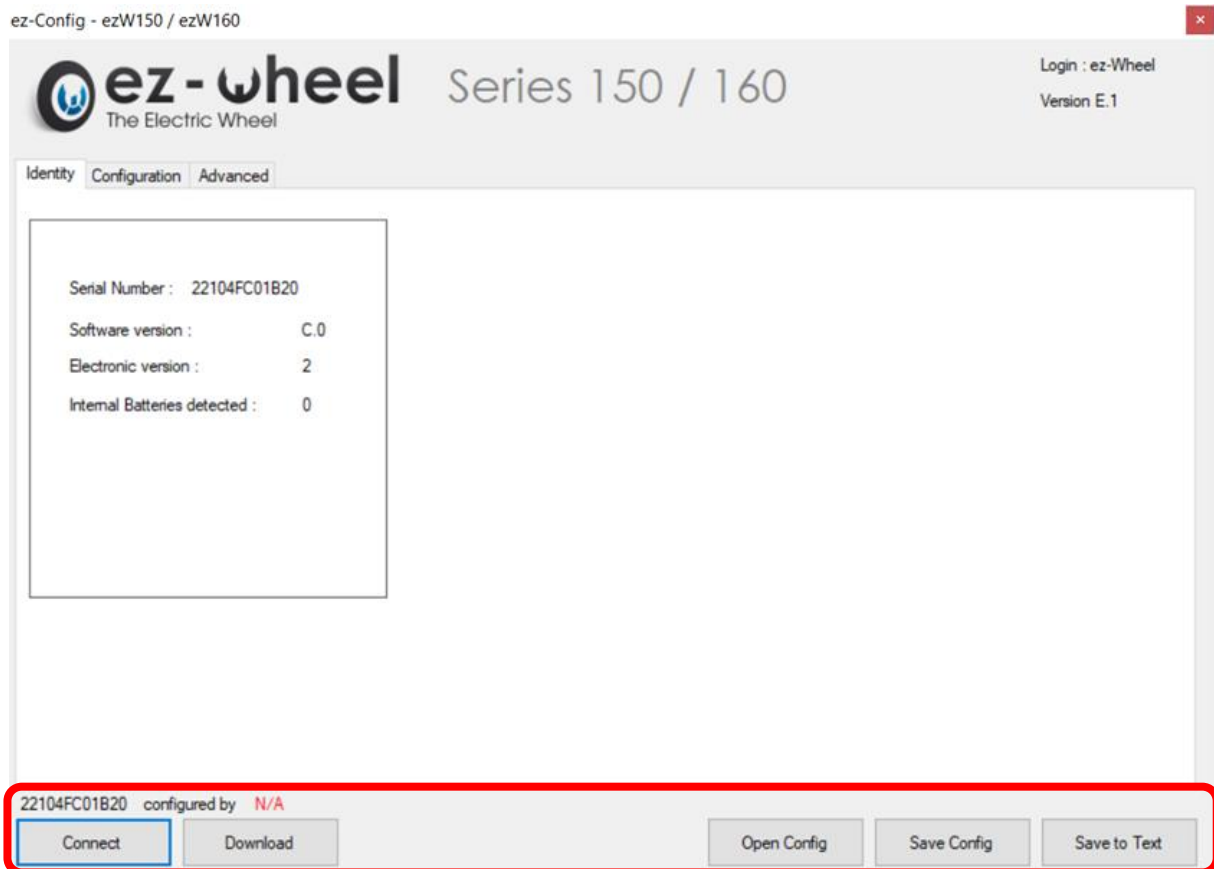 ez-Config - ezW150 / ezW160
ez-wheel
The Electric Wheel
Series 150 / 160
Login : ez-Wheel
Version E.1
Identity Configuration Advanced
Serial Number : 22104FC01B20
Software version : C.0
Electronic version : 2
Internal Batteries detected : 0
22104FC01B20 configured by N/A
Connect Download Open Config Save Config Save to Text